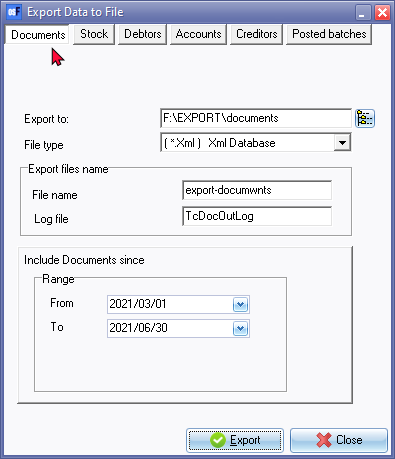 Export Data to File
Documents Stock Debtors Accounts Creditors Posted batches
Export to: F:\EXPORT\documents
File type ( *.Xml ) Xml Database
Export files name
File name export-documwnts
Log file TcDocOutLog
Include Documents since
Range
From 2021/03/01
To 2021/06/30
Export Close